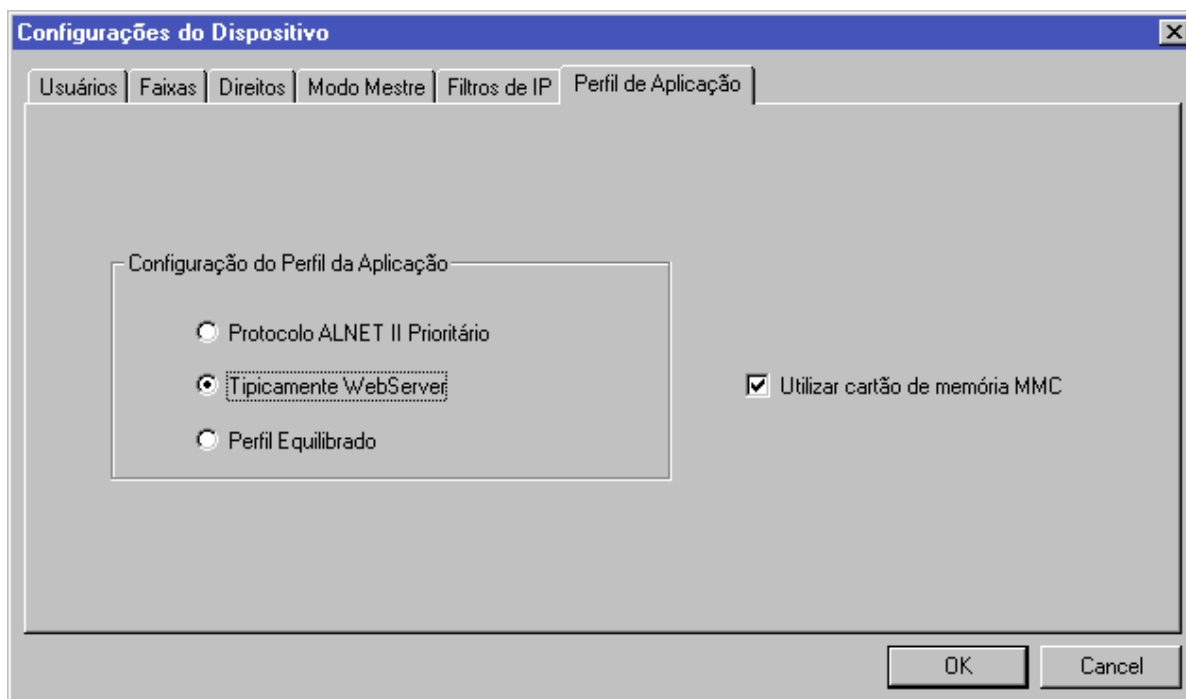 Configurações do Dispositivo
Usuários Faixas Direitos Modo Mestre Filtros de IP Perfil de Aplicação
Configuração do Perfil da Aplicação
Protocolo ALNET II Prioritário
Tipicamente WebServer
Utilizar cartão de memória MMC
Perfil Equilibrado
OK Cancel